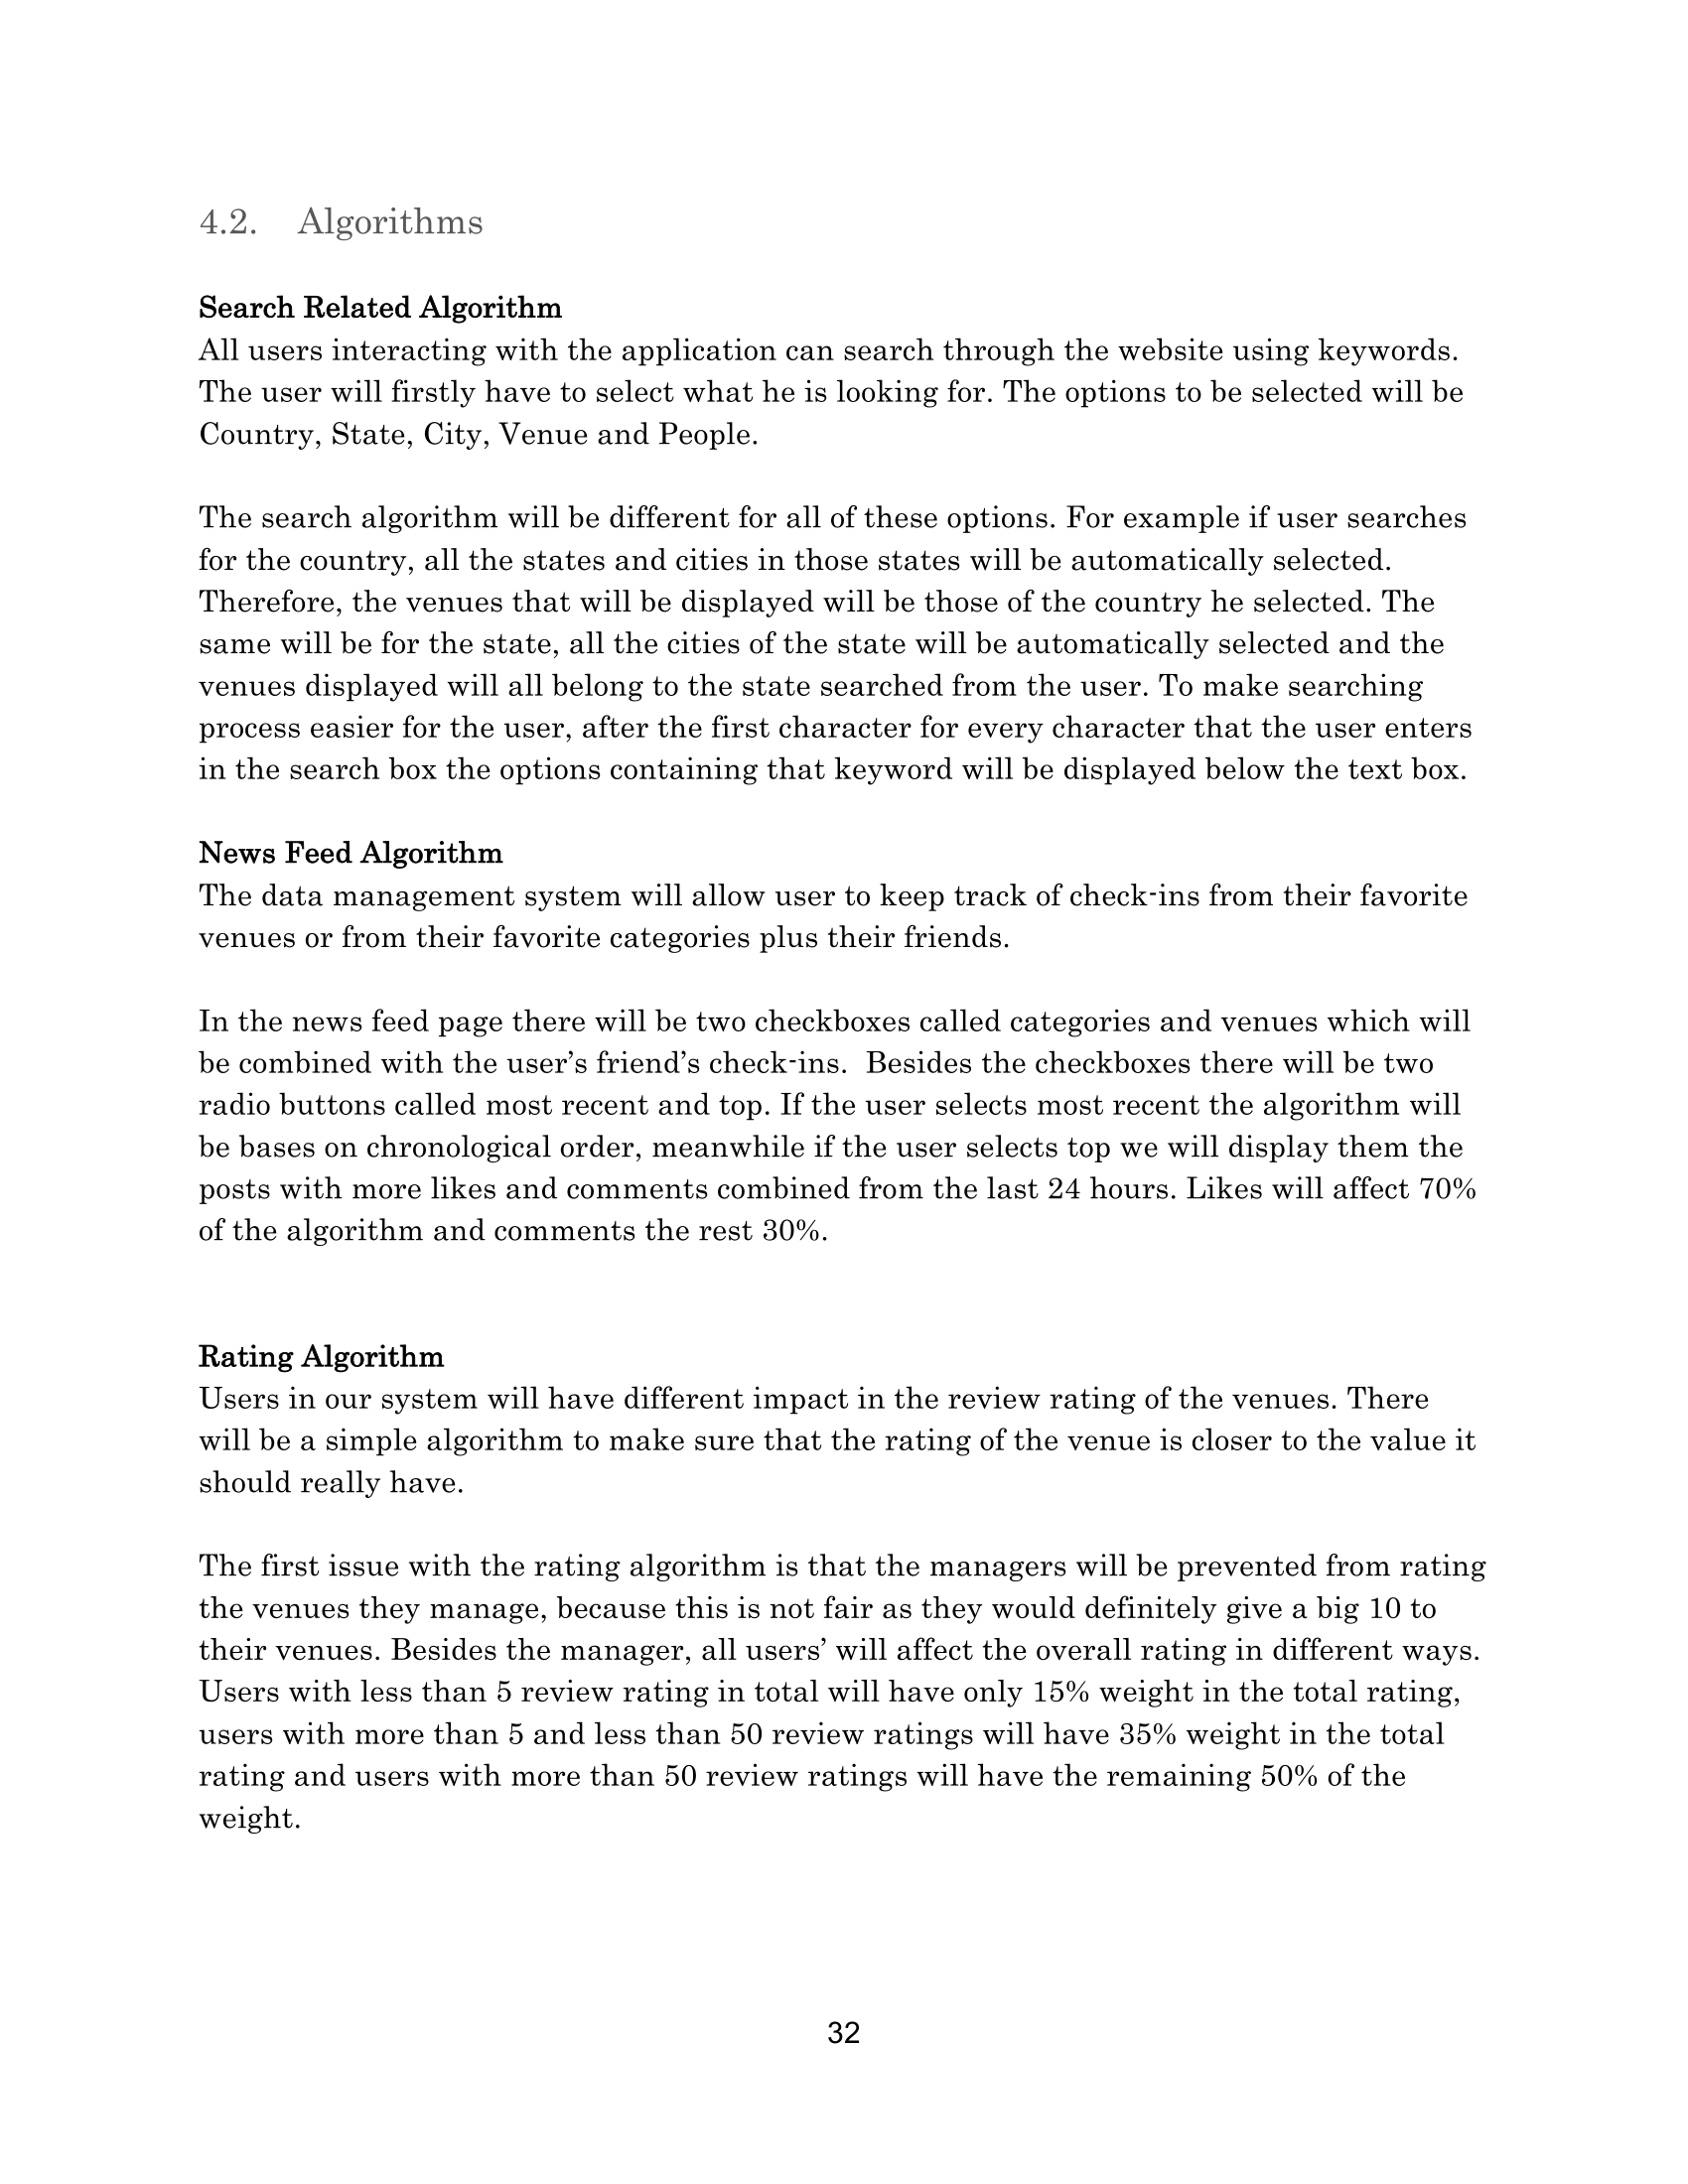 4.2. Algorithms
Search Related Algorithm
All users interacting with the application can search through the website using keywords.
The user will firstly have to select what he is looking for. The options to be selected will be
Country, State, City, Venue and People.
The search algorithm will be different for all of these options. For example if user searches
for the country, all the states and cities in those states will be automatically selected.
Therefore, the venues that will be displayed will be those of the country he selected. The
same will be for the state, all the cities of the state will be automatically selected and the
venues displayed will all belong to the state searched from the user. To make searching
process easier for the user, after the first character for every character that the user enters
in the search box the options containing that keyword will be displayed below the text box.
News Feed Algorithm
The data management system will allow user to keep track of check-ins from their favorite
venues or from their favorite categories plus their friends.
In the news feed page there will be two checkboxes called categories and venues which will
be combined with the user’s friend’s check-ins.  Besides the checkboxes there will be two
radio buttons called most recent and top. If the user selects most recent the algorithm will
be bases on chronological order, meanwhile if the user selects top we will display them the
posts with more likes and comments combined from the last 24 hours. Likes will affect 70%
of the algorithm and comments the rest 30%.
Rating Algorithm
Users in our system will have different impact in the review rating of the venues. There
will be a simple algorithm to make sure that the rating of the venue is closer to the value it
should really have.
The first issue with the rating algorithm is that the managers will be prevented from rating
the venues they manage, because this is not fair as they would definitely give a big 10 to
their venues. Besides the manager, all users’ will affect the overall rating in different ways.
Users with less than 5 review rating in total will have only 15% weight in the total rating,
users with more than 5 and less than 50 review ratings will have 35% weight in the total
rating and users with more than 50 review ratings will have the remaining 50% of the
weight.
32